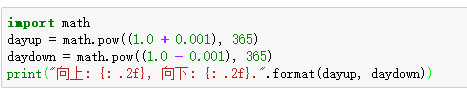 import math
dayup = math.pow((1.0 + 0.001), 365)
daydown = math.pow((1.0 - 0.001), 365)
print("向上: {: .2f}, 向下: {: .2f}.".format(dayup, daydown))